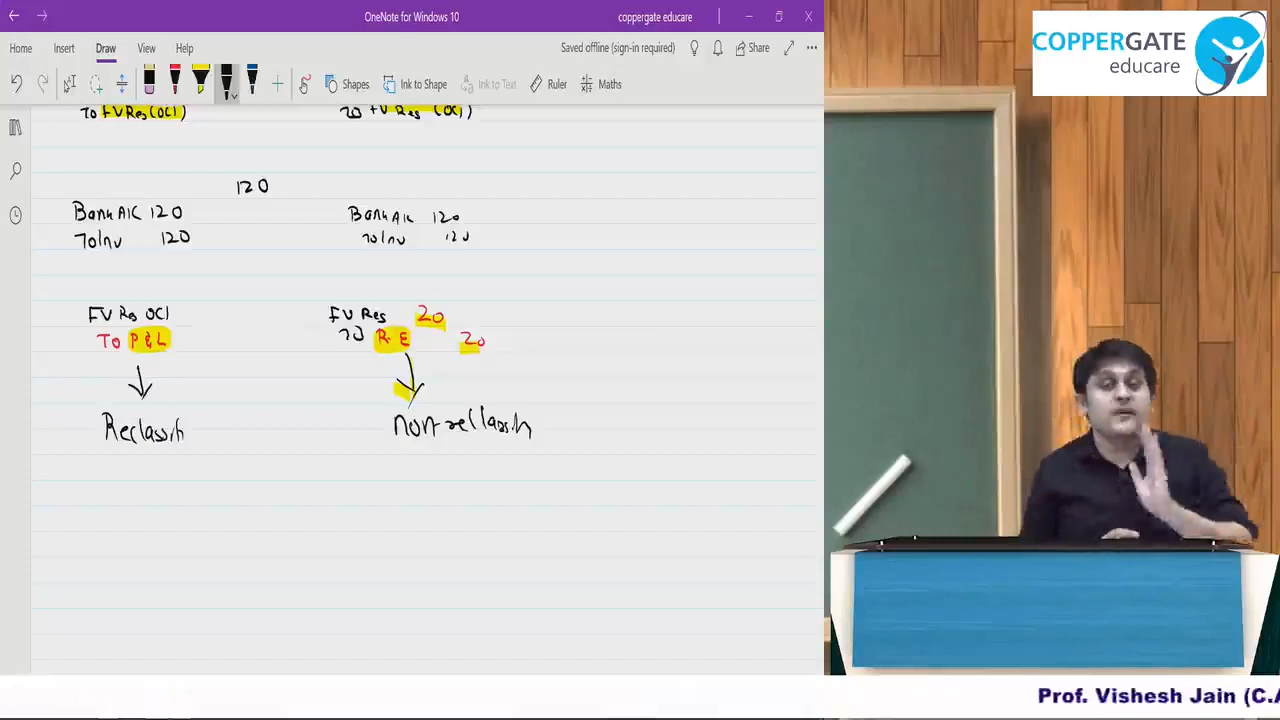 OneNote for Windows 10
coppergate educare
Home Insert Draw View Help
Saved offline (sign-in required)
Share
Shapes
Ink to Shape
Ink to Text
Ruler
Maths
COPPERGATE
educare
To FV Res (OCI) To FV Res (OCI)
120
Bank A/C 120 Bank A/C 120
To Inv 120 To Inv 120
FV Res OCI FV Res 20
To P & L To R.E 20
Reclassify Non reclassify
Prof. Vishesh Jain (C.A